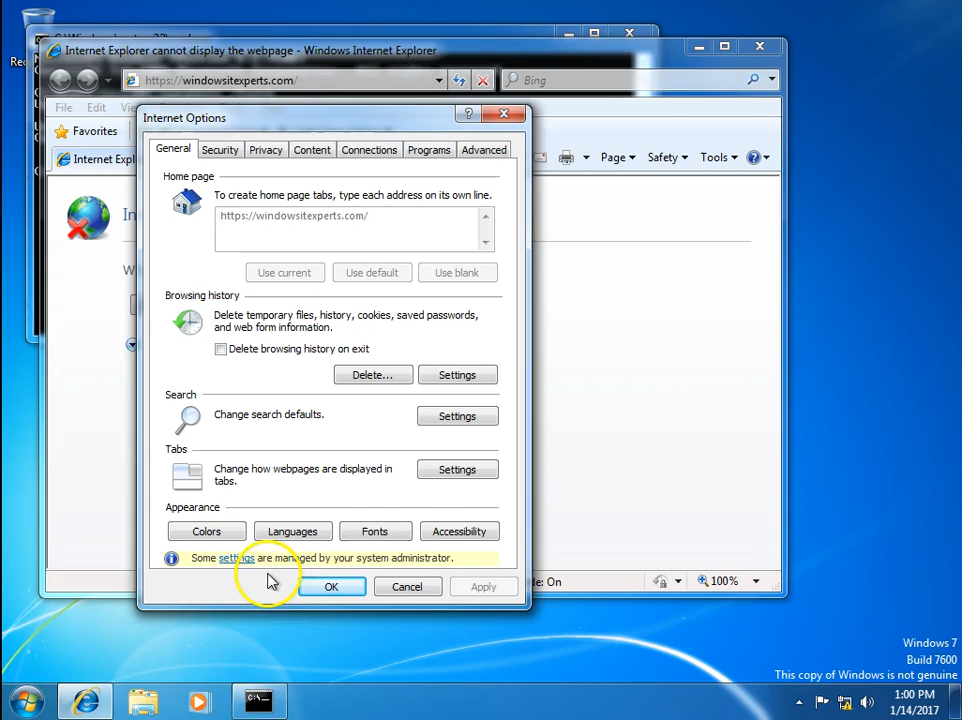 Internet Explorer cannot display the webpage - Windows Internet Explorer
https://windowsitexperts.com/
Bing
File Edit
Favorites
Internet Expl
Page Safety Tools
Internet Options
General Security Privacy Content Connections Programs Advanced
Home page
To create home page tabs, type each address on its own line.
https://windowsitexperts.com/
Use current Use default Use blank
Browsing history
Delete temporary files, history, cookies, saved passwords,
and web form information.
Delete browsing history on exit
Delete... Settings
Search
Change search defaults.
Settings
Tabs
Change how webpages are displayed in
tabs.
Settings
Appearance
Colors Languages Fonts Accessibility
Some settings are managed by your system administrator.
OK Cancel Apply
de: On
100%
Windows 7
Build 7600
This copy of Windows is not genuine
C:\.
1:00 PM
1/14/2017